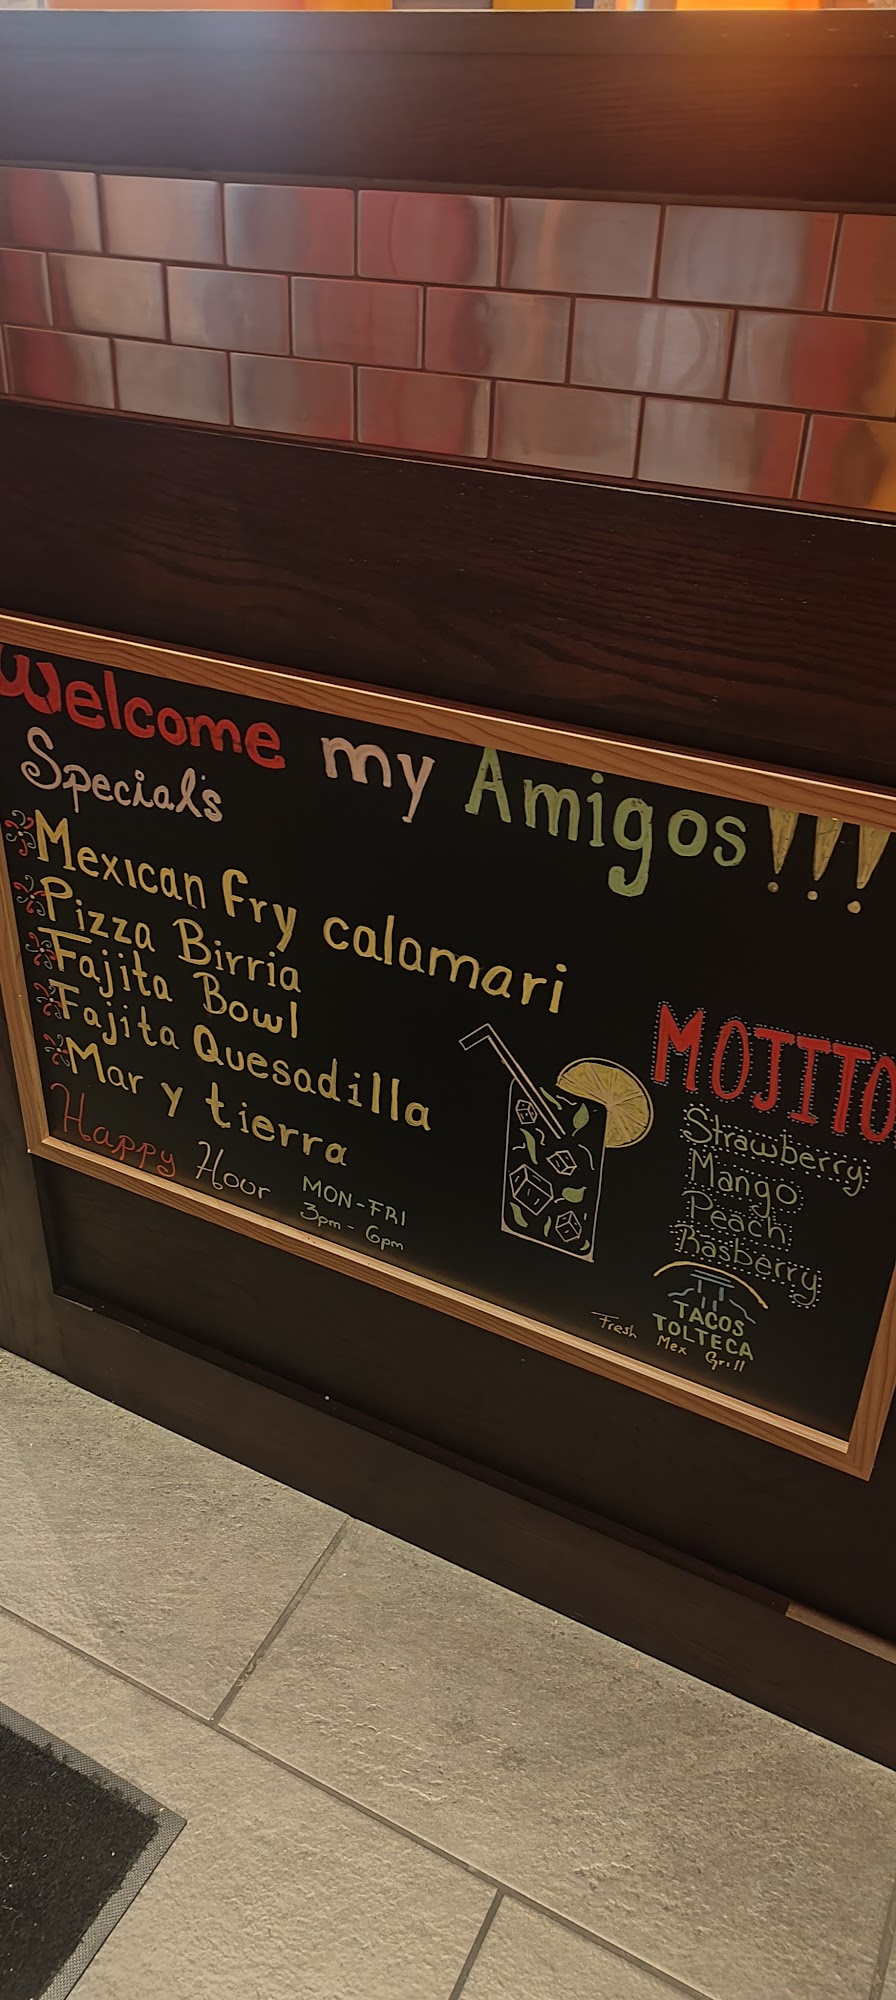 Welcome my Amigos!!!
Special's
Mexican fry calamari
Pizza Birria
Fajita Bowl
Fajita Quesadilla
Mar y tierra
Happy Hour MON-FRI
3pm - 6pm
MOJITO
Strawberry
Mango
Peach
Rasberry
TACOS
TOLTECA
Fresh Mex Grill